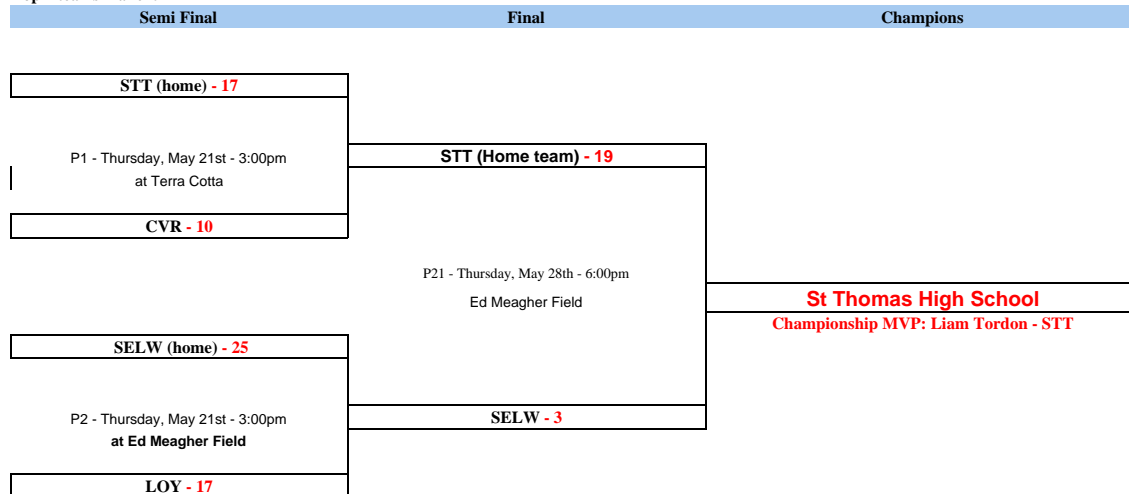 Semi Final
Final
Champions
STT (home) - 17
P1 - Thursday, May 21st - 3:00pm
at Terra Cotta
CVR - 10
STT (Home team) - 19
P21 - Thursday, May 28th - 6:00pm
Ed Meagher Field
St Thomas High School
Championship MVP: Liam Tordon - STT
SELW (home) - 25
P2 - Thursday, May 21st - 3:00pm
at Ed Meagher Field
SELW - 3
LOY - 17